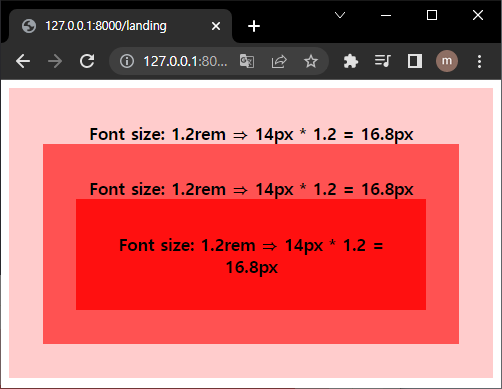 127.0.0.1:8000/landing
127.0.0.1:80...
m
Font size: 1.2rem ⇒ 14px * 1.2 = 16.8px
Font size: 1.2rem ⇒ 14px * 1.2 = 16.8px
Font size: 1.2rem ⇒ 14px * 1.2 =
16.8px